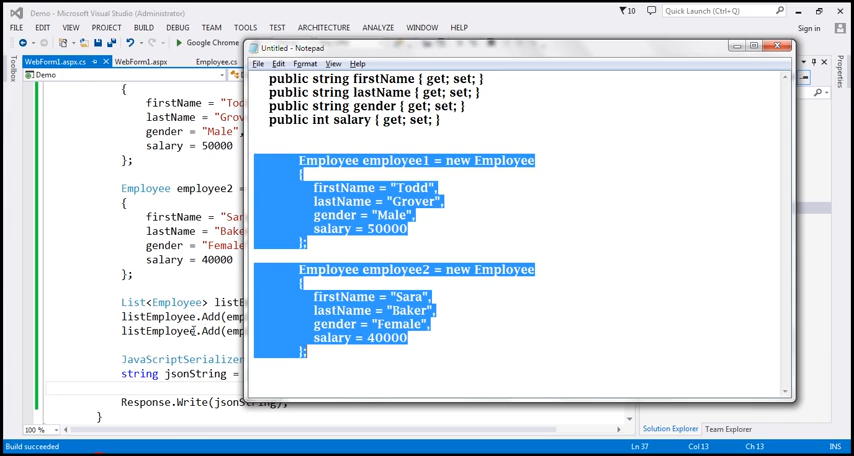 Demo - Microsoft Visual Studio (Administrator)
10
Quick Launch (Ctrl+Q)
FILE EDIT VIEW PROJECT BUILD DEBUG TEAM TOOLS TEST ARCHITECTURE ANALYZE WINDOW HELP
Sign in
Google Chrome
Untitled - Notepad
WebForm1.aspx.cs WebForm1.aspx Employee.cs
File Edit Format View Help
Toolbox
Properties
Demo
public string firstName { get; set; }
public string lastName { get; set; }
public string gender { get; set; }
public int salary { get; set; }
Employee employee1 = new Employee
{
firstName = "Todd",
lastName = "Grover",
gender = "Male",
salary = 50000
};
Employee employee2 = new Employee
{
firstName = "Sara",
lastName = "Baker",
gender = "Female",
salary = 40000
};
{
firstName = "Tod
lastName = "Gro
gender = "Male",
salary = 50000
};
Employee employee2 =
{
firstName = "Sar
lastName = "Bake
gender = "Female
salary = 40000
};
List<Employee> listE
listEmployee.Add(emp
listEmployee.Add(emp
JavaScriptSerializer
string jsonString =
Response.Write(jsonString);
}
100 %
Solution Explorer Team Explorer
Build succeeded
Ln 37 Col 13 Ch 13 INS